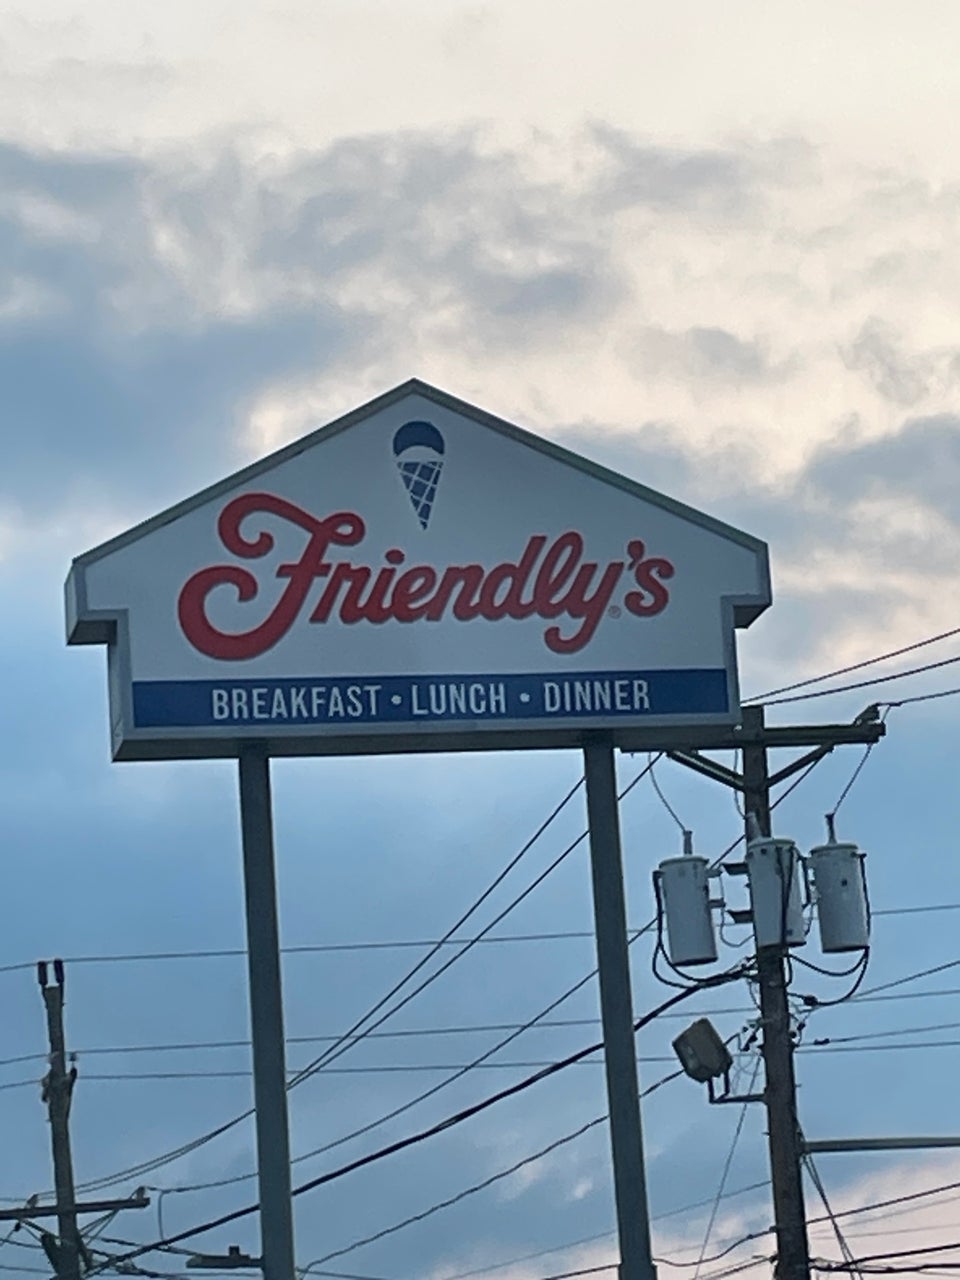 Friendly's®
BREAKFAST • LUNCH • DINNER